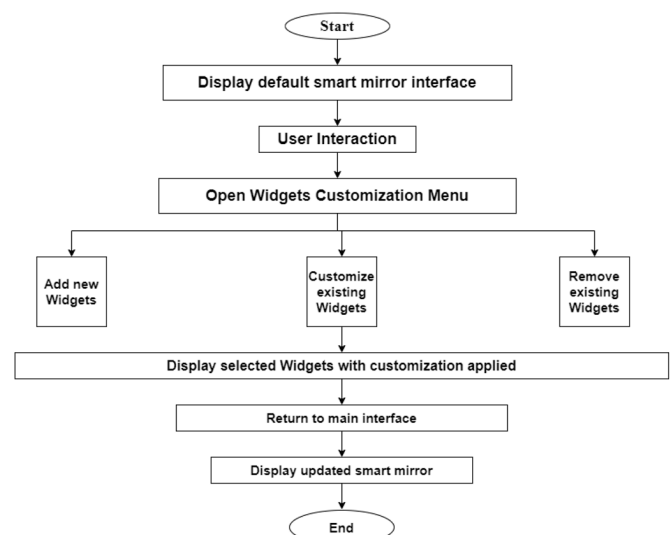 Start
Display default smart mirror interface
User Interaction
Open Widgets Customization Menu
Add new
Widgets
Customize
existing
Widgets
Remove
existing
Widgets
Display selected Widgets with customization applied
Return to main interface
Display updated smart mirror
End